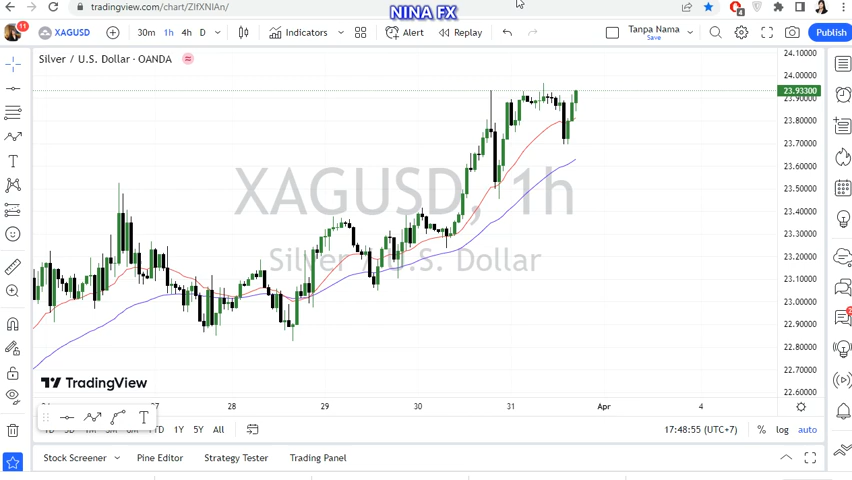 tradingview.com/chart/ZIfXNIAn/
NINA FX
11
XAGUSD
30m 1h 4h D
Indicators
Alert
Replay
Tanpa Nama
Save
Publish
Silver / U.S. Dollar · OANDA
XAGUSD, 1h
Silver / U.S. Dollar
24.10000
24.00000
23.93300
23.90000
23.80000
23.70000
23.60000
23.50000
23.40000
23.30000
23.20000
23.10000
23.00000
22.90000
22.80000
22.70000
22.60000
TradingView
27 28 29 30 31 Apr 4
1Y 5Y All
17:48:55 (UTC+7)
% log auto
Stock Screener Pine Editor Strategy Tester Trading Panel